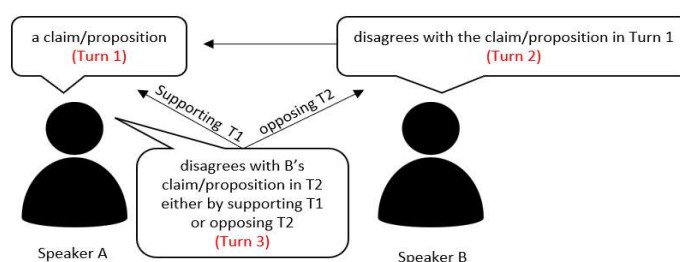 a claim/proposition
(Turn 1)
disagrees with the claim/proposition in Turn 1
(Turn 2)
Supporting T1
opposing T2
disagrees with B's
claim/proposition in T2
either by supporting T1
or opposing T2
(Turn 3)
Speaker A
Speaker B